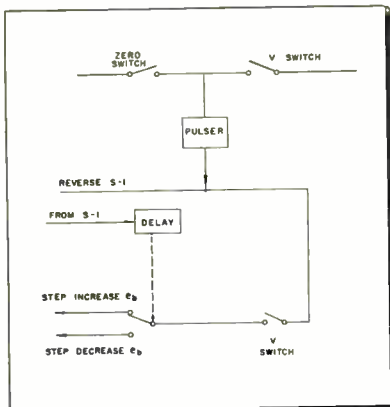 ZERO
SWITCH
V SWITCH
PULSER
REVERSE S-1
FROM S-1
DELAY
STEP INCREASE eb
STEP DECREASE eb
V
SWITCH